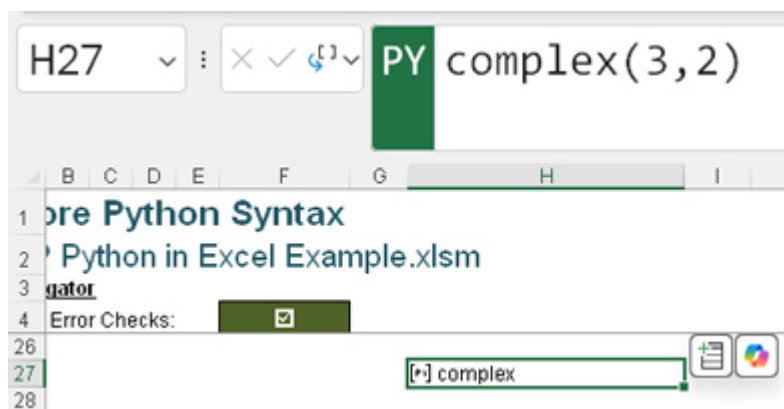 H27 PY complex(3,2)
B C D E F G H I
1 ore Python Syntax
2 Python in Excel Example.xlsm
3 gator
4 Error Checks:
26
27 [PY] complex
28